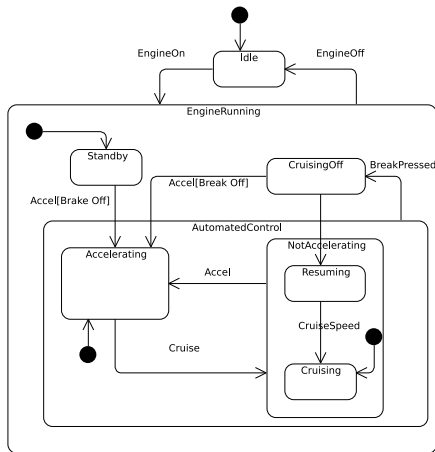 EngineOn
Idle
EngineOff
EngineRunning
Standby
CruisingOff
BreakPressed
Accel[Break Off]
Accel[Brake Off]
AutomatedControl
NotAccelerating
Accelerating
Resuming
Accel
CruiseSpeed
Cruise
Cruising